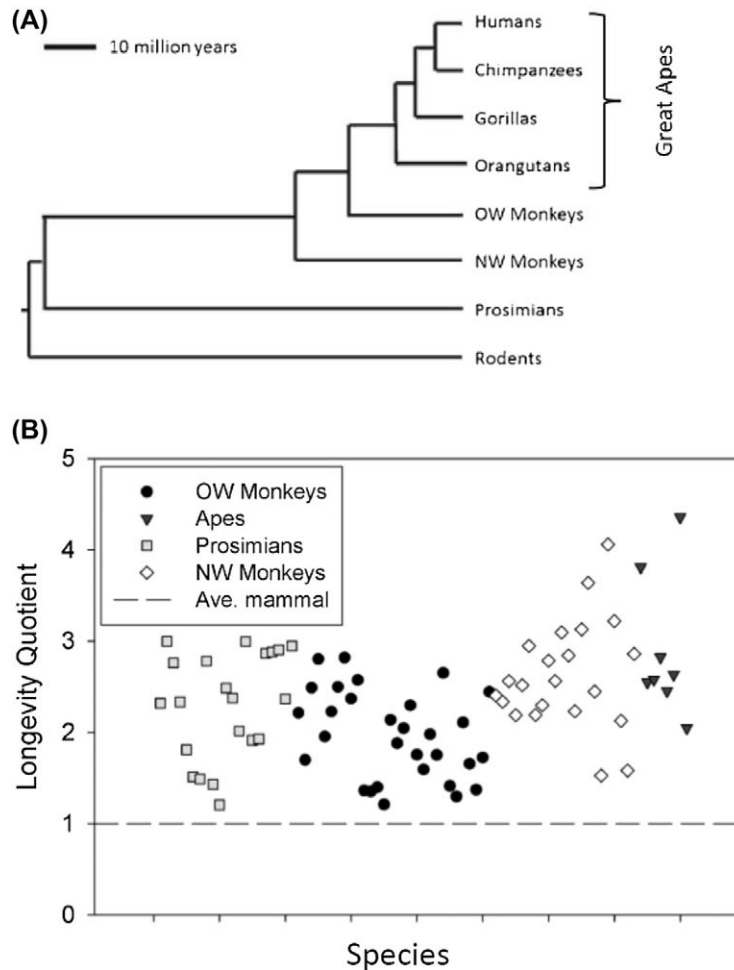 (A)
10 million years
Humans
Chimpanzees
Gorillas
Orangutans
Great Apes
OW Monkeys
NW Monkeys
Prosimians
Rodents
(B)
5
4
3
2
1
0
Longevity Quotient
OW Monkeys
Apes
Prosimians
NW Monkeys
Ave. mammal
Species